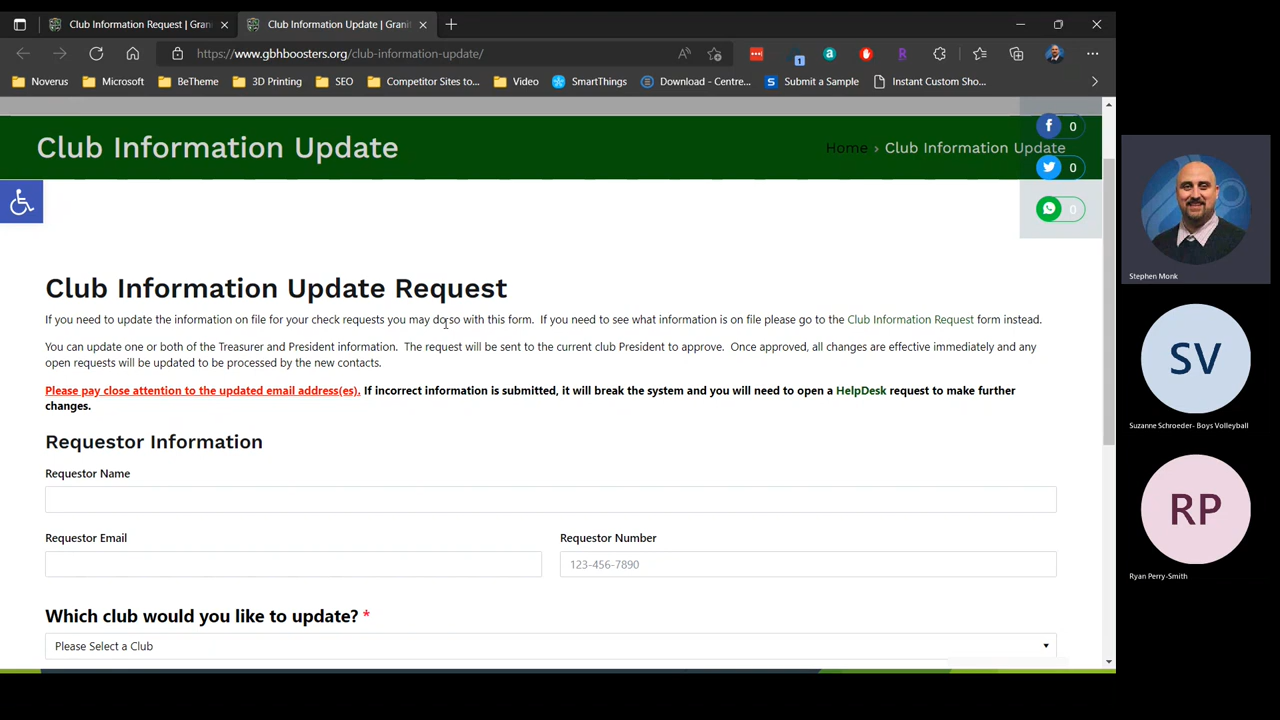 Club Information Request | Gran
Club Information Update | Granit
https://www.gbhboosters.org/club-information-update/
1
Noverus
Microsoft
BeTheme
3D Printing
SEO
Competitor Sites to...
Video
SmartThings
Download - Centre...
Submit a Sample
Instant Custom Sho...
Club Information Update
Home › Club Information Update
0
0
0
Club Information Update Request
If you need to update the information on file for your check requests you may do so with this form. If you need to see what information is on file please go to the Club Information Request form instead.
You can update one or both of the Treasurer and President information. The request will be sent to the current club President to approve. Once approved, all changes are effective immediately and any
open requests will be updated to be processed by the new contacts.
Please pay close attention to the updated email address(es). If incorrect information is submitted, it will break the system and you will need to open a HelpDesk request to make further
changes.
Requestor Information
Requestor Name
Requestor Email
Requestor Number
123-456-7890
Which club would you like to update? *
Please Select a Club
Stephen Monk
SV
Suzanne Schroeder- Boys Volleyball
RP
Ryan Perry-Smith